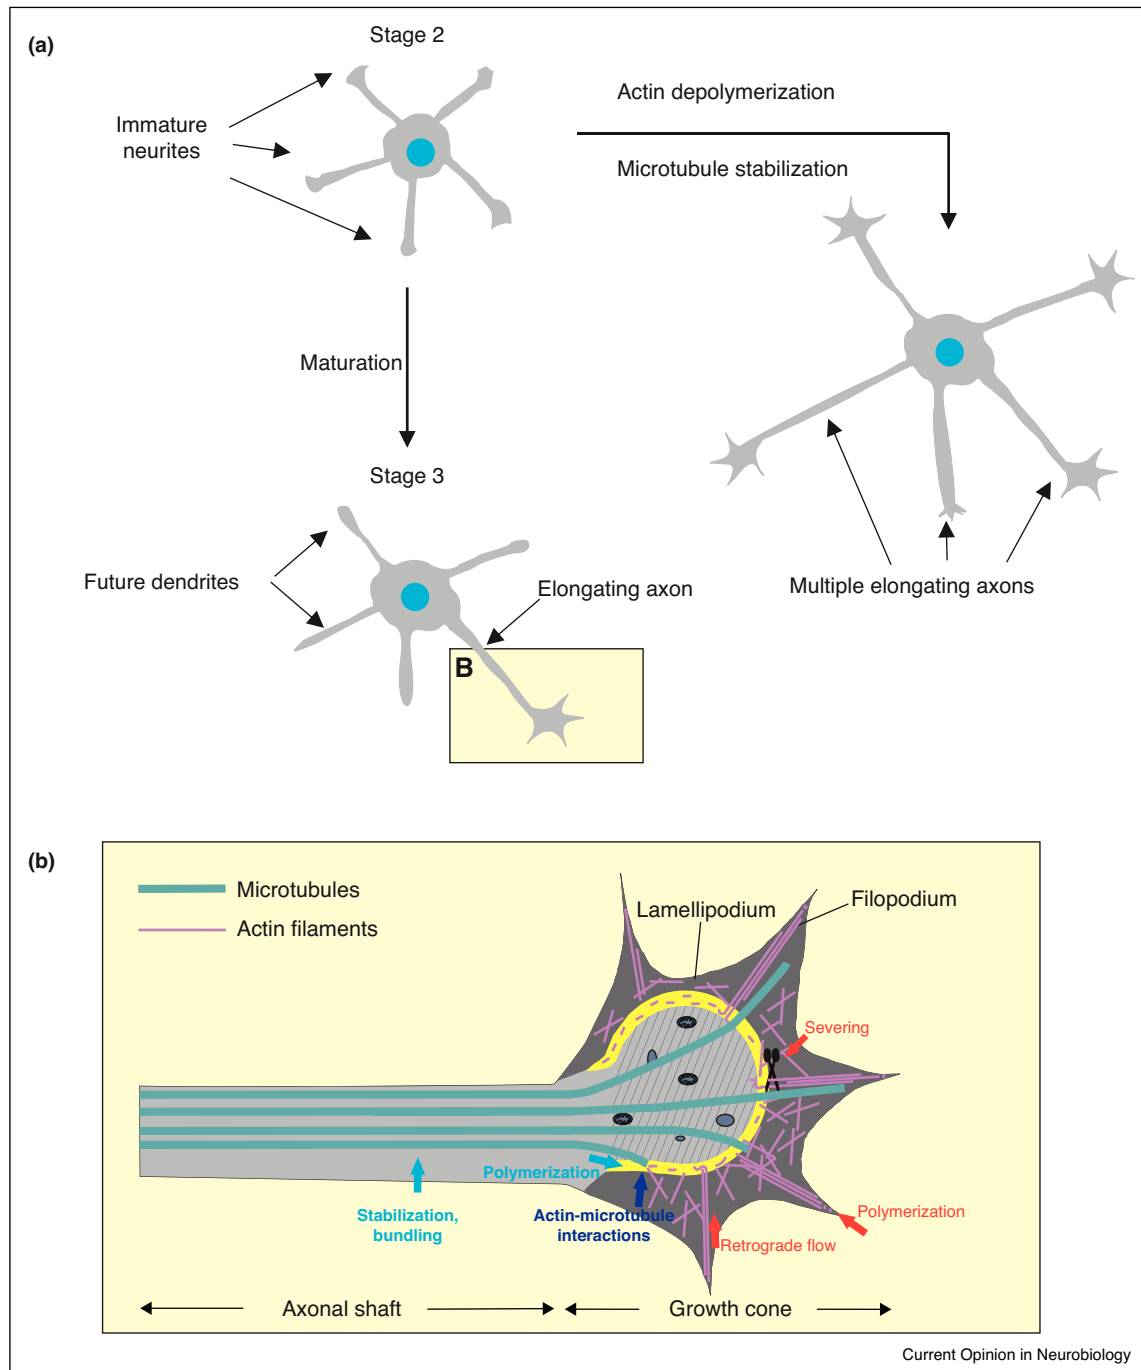 (a)
Stage 2
Immature
neurites
Actin depolymerization
Microtubule stabilization
Maturation
Stage 3
Future dendrites
Elongating axon
Multiple elongating axons
B
(b)
Microtubules
Actin filaments
Lamellipodium
Filopodium
Severing
Polymerization
Stabilization,
bundling
Actin-microtubule
interactions
Polymerization
Retrograde flow
Axonal shaft
Growth cone
Current Opinion in Neurobiology